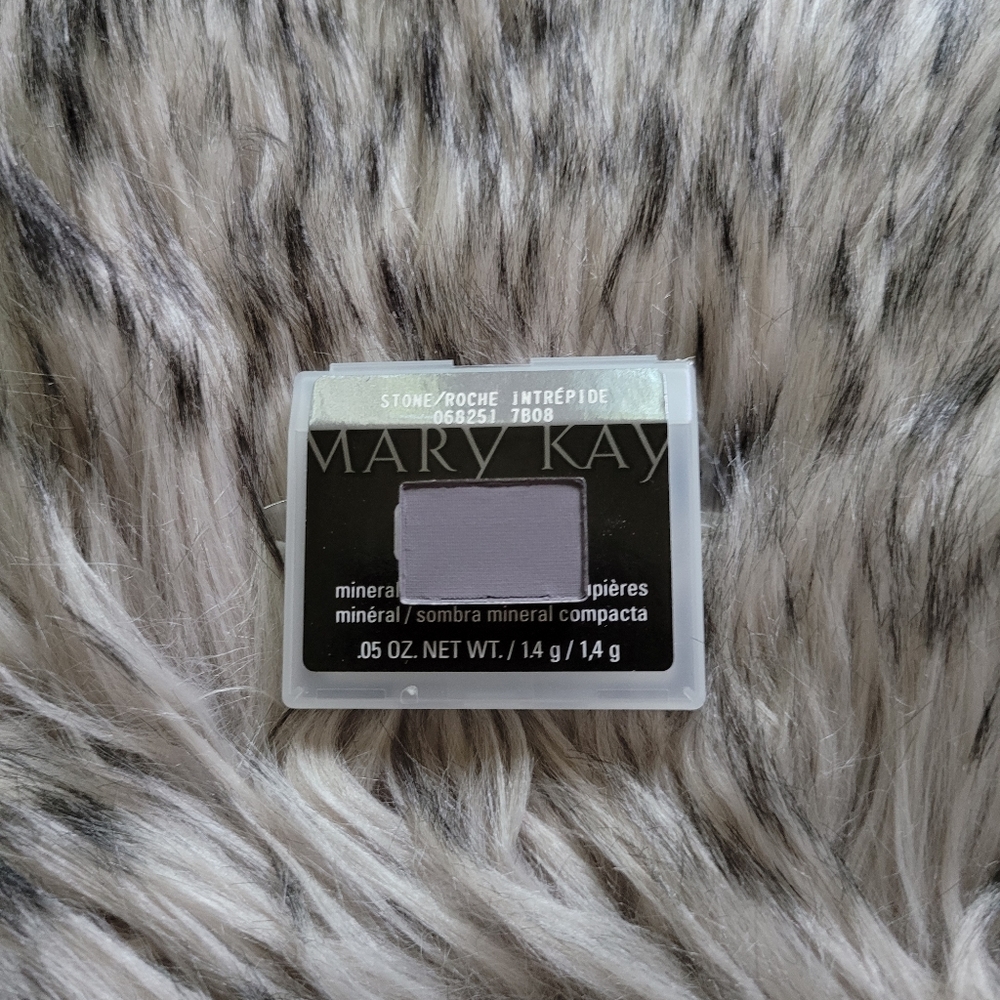 STONE/ROCHE INTRÉPIDE
068251 7B08
MARY KAY
mineral upières
minéral / sombra mineral compacta
.05 OZ. NET WT. / 1.4 g / 1,4 g